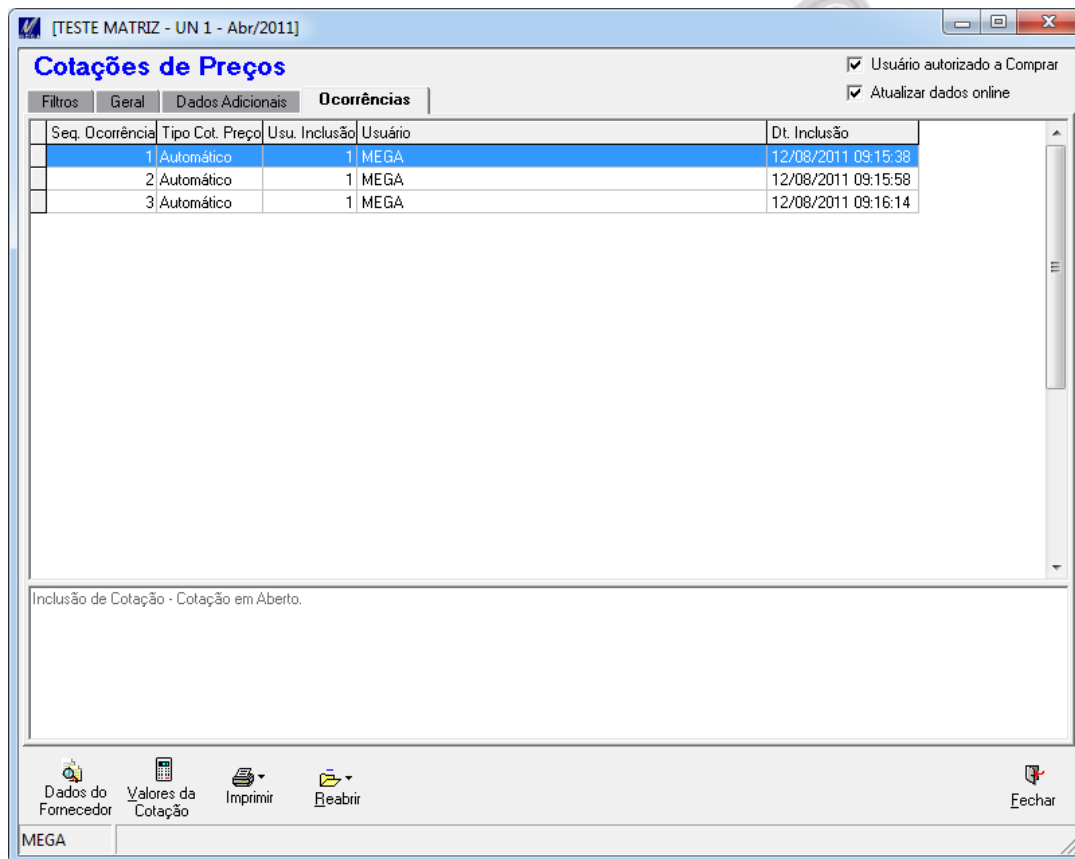 [TESTE MATRIZ - UN 1 - Abr/2011]
Cotações de Preços
Usuário autorizado a Comprar
Atualizar dados online
Filtros Geral Dados Adicionais Ocorrências
Seq. Ocorrência Tipo Cot. Preço Usu. Inclusão Usuário Dt. Inclusão
1 Automático 1 MEGA 12/08/2011 09:15:38
2 Automático 1 MEGA 12/08/2011 09:15:58
3 Automático 1 MEGA 12/08/2011 09:16:14
Inclusão de Cotação - Cotação em Aberto.
Dados do Fornecedor Valores da Cotação Imprimir Reabrir Fechar
MEGA